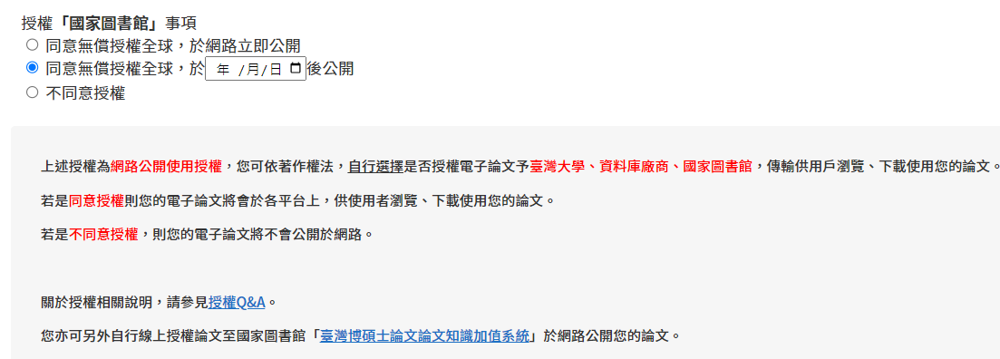 授權「國家圖書館」事項
同意無償授權全球，於網路立即公開
同意無償授權全球，於 年 /月/日 後公開
不同意授權
上述授權為網路公開使用授權，您可依著作權法，自行選擇是否授權電子論文予臺灣大學、資料庫廠商、國家圖書館，傳輸供用戶瀏覽、下載使用您的論文。
若是同意授權則您的電子論文將會於各平台上，供使用者瀏覽、下載使用您的論文。
若是不同意授權，則您的電子論文將不會公開於網路。
關於授權相關說明，請參見授權Q&A。
您亦可另外自行線上授權論文至國家圖書館「臺灣博碩士論文論文知識加值系統」於網路公開您的論文。